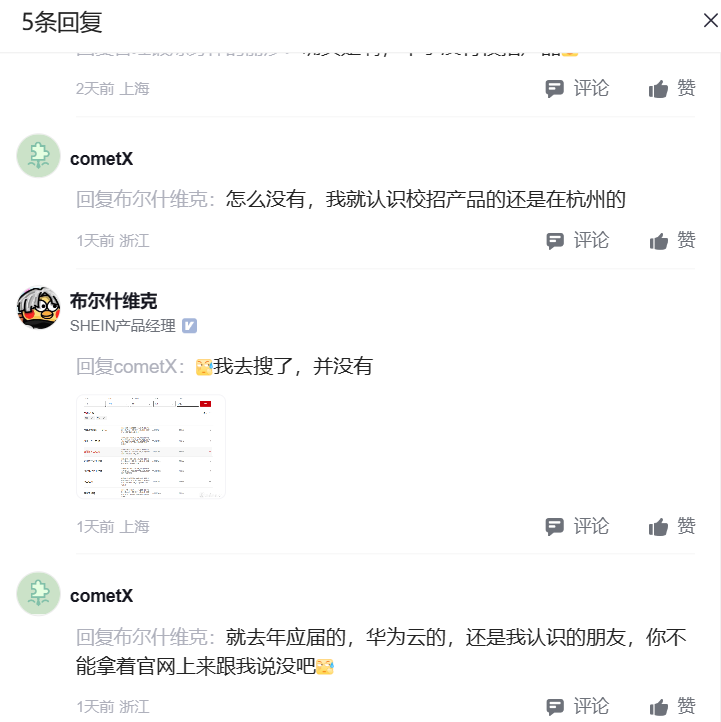 5条回复
2天前 上海
评论 赞
cometX
回复布尔什维克：怎么没有，我就认识校招产品的还是在杭州的
1天前 浙江
评论 赞
布尔什维克
SHEIN产品经理
回复cometX：我去搜了，并没有
1天前 上海
评论 赞
cometX
回复布尔什维克：就去年应届的，华为云的，还是我认识的朋友，你不
能拿着官网上来跟我说没吧
1天前 浙江
评论 赞